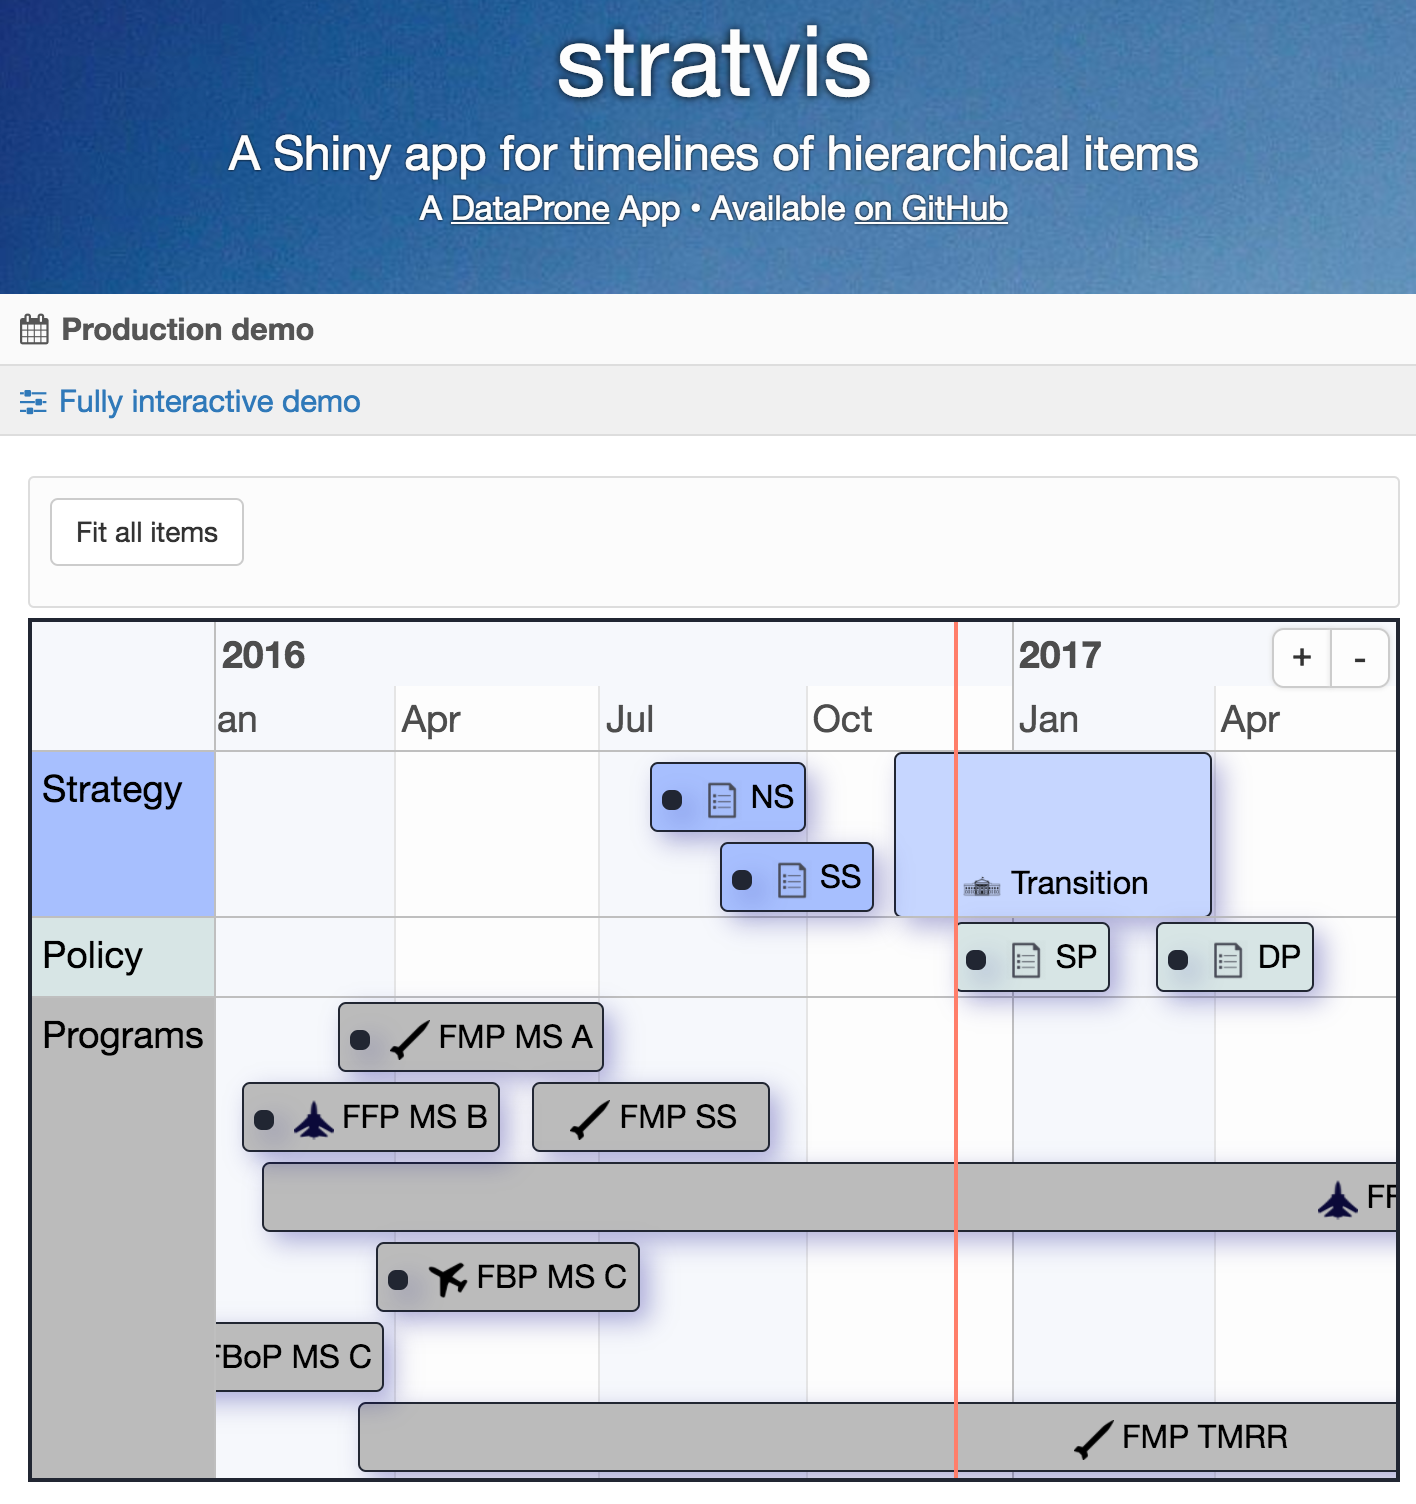 stratvis
A Shiny app for timelines of hierarchical items
A DataProne App • Available on GitHub
Production demo
Fully interactive demo
Fit all items
2016
2017
+ -
an
Apr
Jul
Oct
Jan
Apr
Strategy
NS
SS
Transition
Policy
SP
DP
Programs
FMP MS A
FFP MS B
FMP SS
FBP MS C
FBoP MS C
FMP TMRR